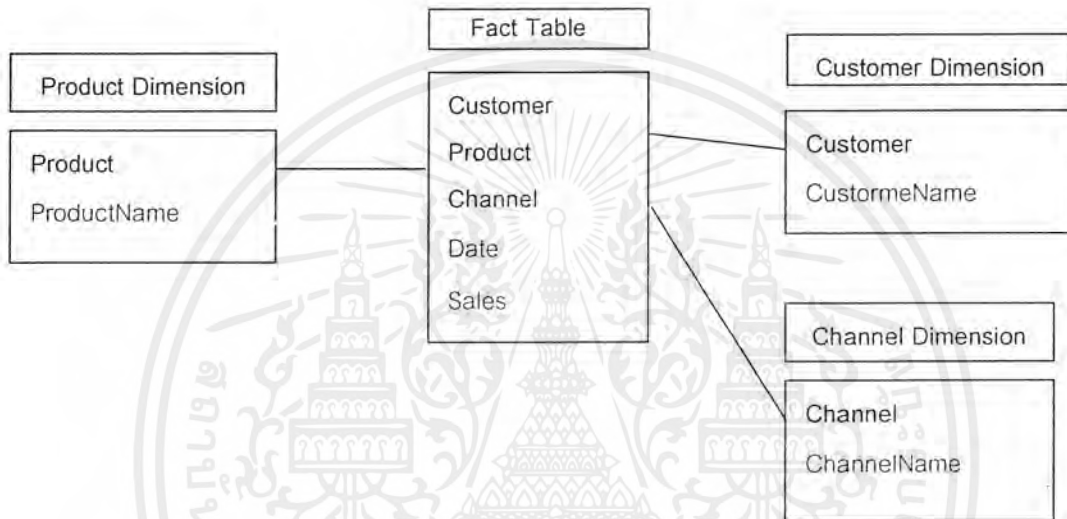 Fact Table
Product Dimension
Customer Dimension
Customer
Product
Channel
Date
Sales
Product
ProductName
Customer
CustormeName
Channel Dimension
Channel
ChannelName